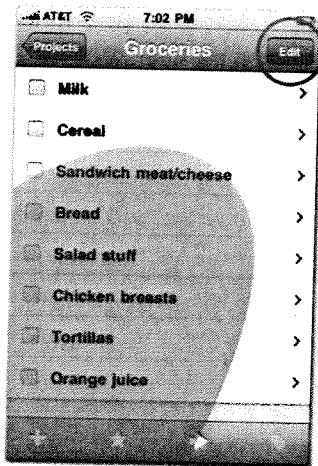 AT&T 7:02 PM
Projects Groceries Edit
Milk
Cereal
Sandwich meat/cheese
Bread
Salad stuff
Chicken breasts
Tortillas
Orange juice